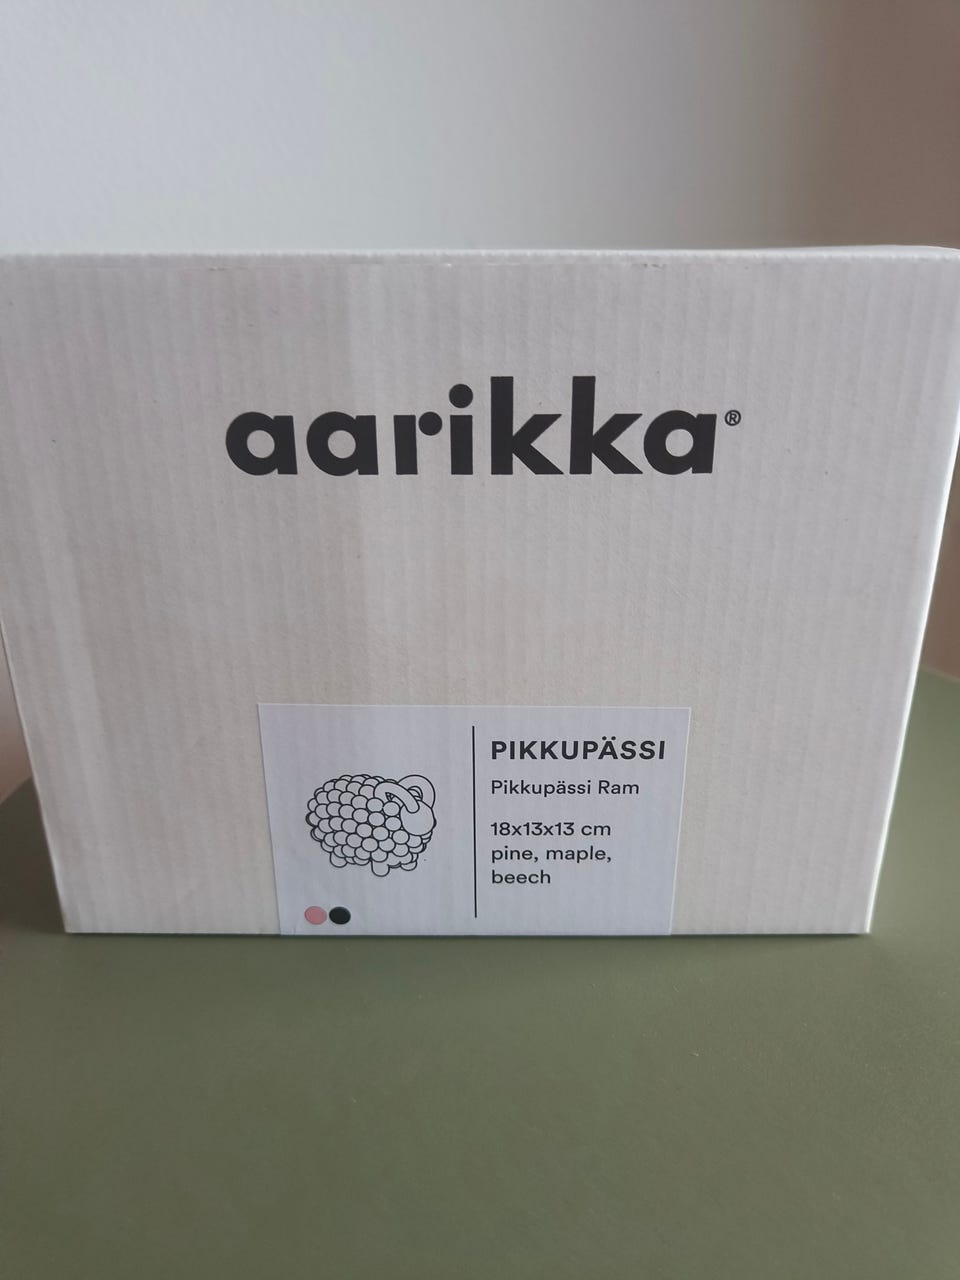 aarikka®
PIKKUPÄSSI
Pikkupässi Ram
18x13x13 cm
pine, maple,
beech